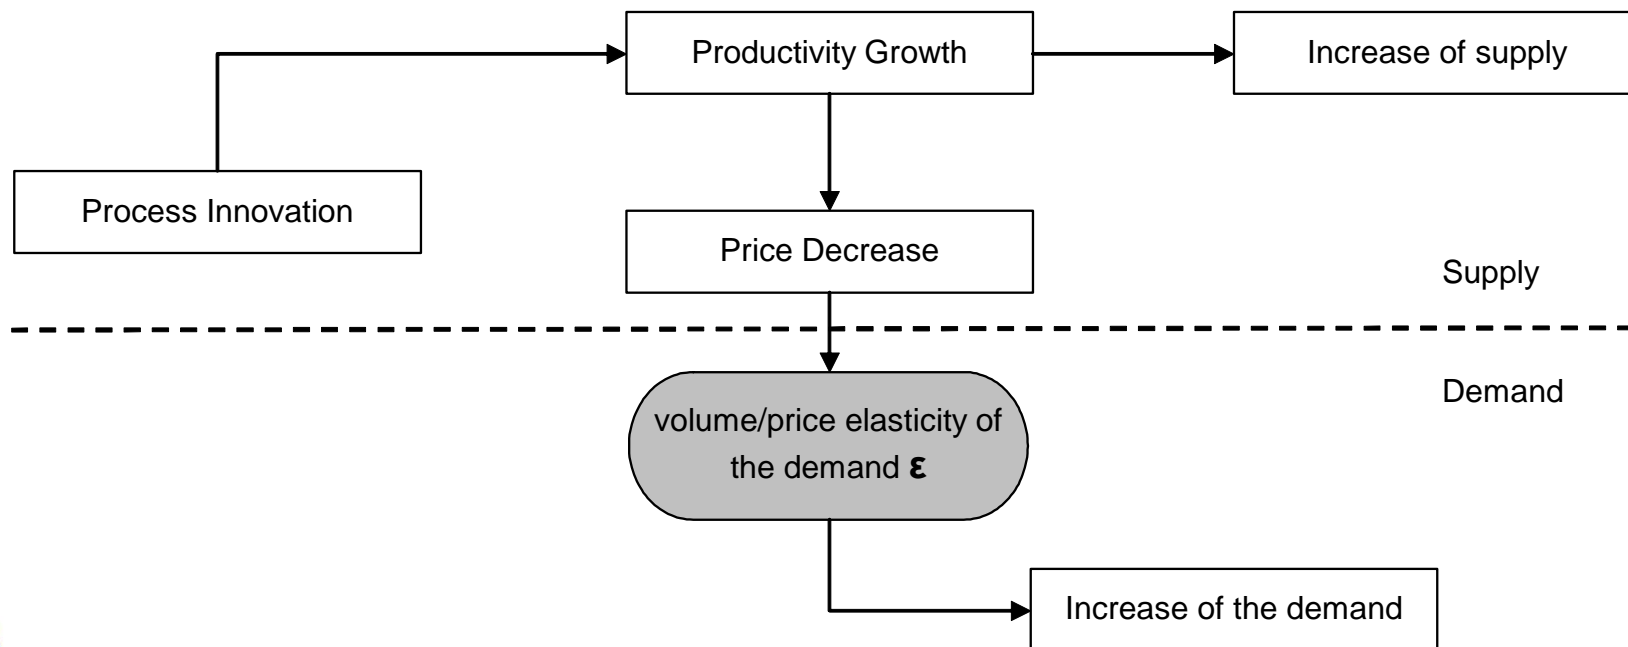 Productivity Growth
Increase of supply
Process Innovation
Price Decrease
Supply
Demand
volume/price elasticity of
the demand ε
Increase of the demand